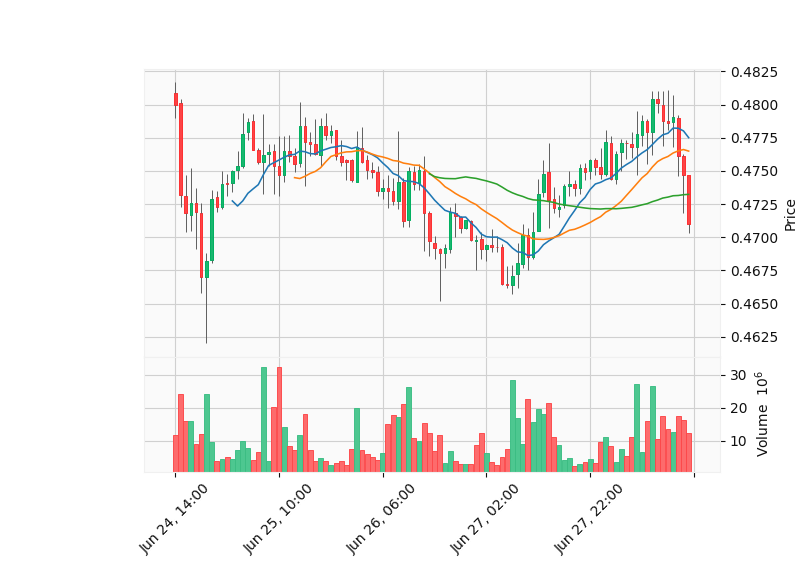 0.4825
0.4800
0.4775
0.4750
0.4725
0.4700
0.4675
0.4650
0.4625
Price
30
20
10
Volume 10⁶
Jun 24, 14:00
Jun 25, 10:00
Jun 26, 06:00
Jun 27, 02:00
Jun 27, 22:00